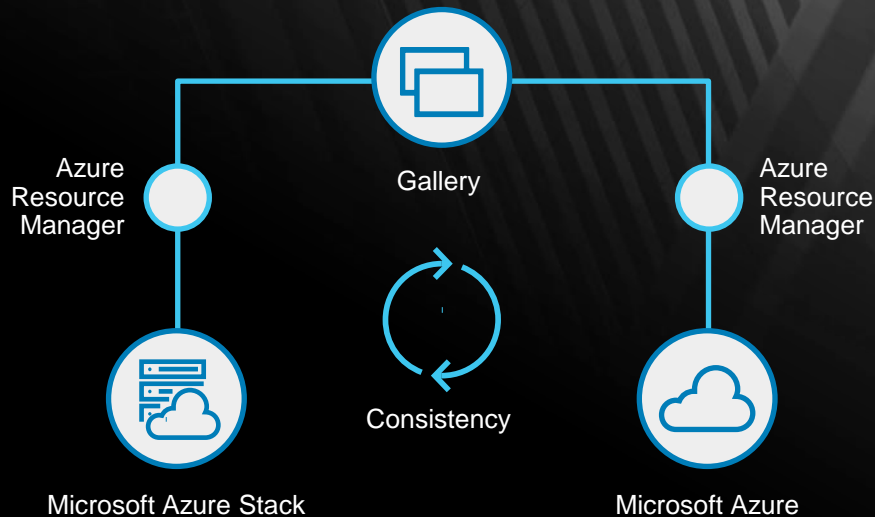 Gallery
Azure
Resource
Manager
Azure
Resource
Manager
Consistency
Microsoft Azure Stack
Microsoft Azure